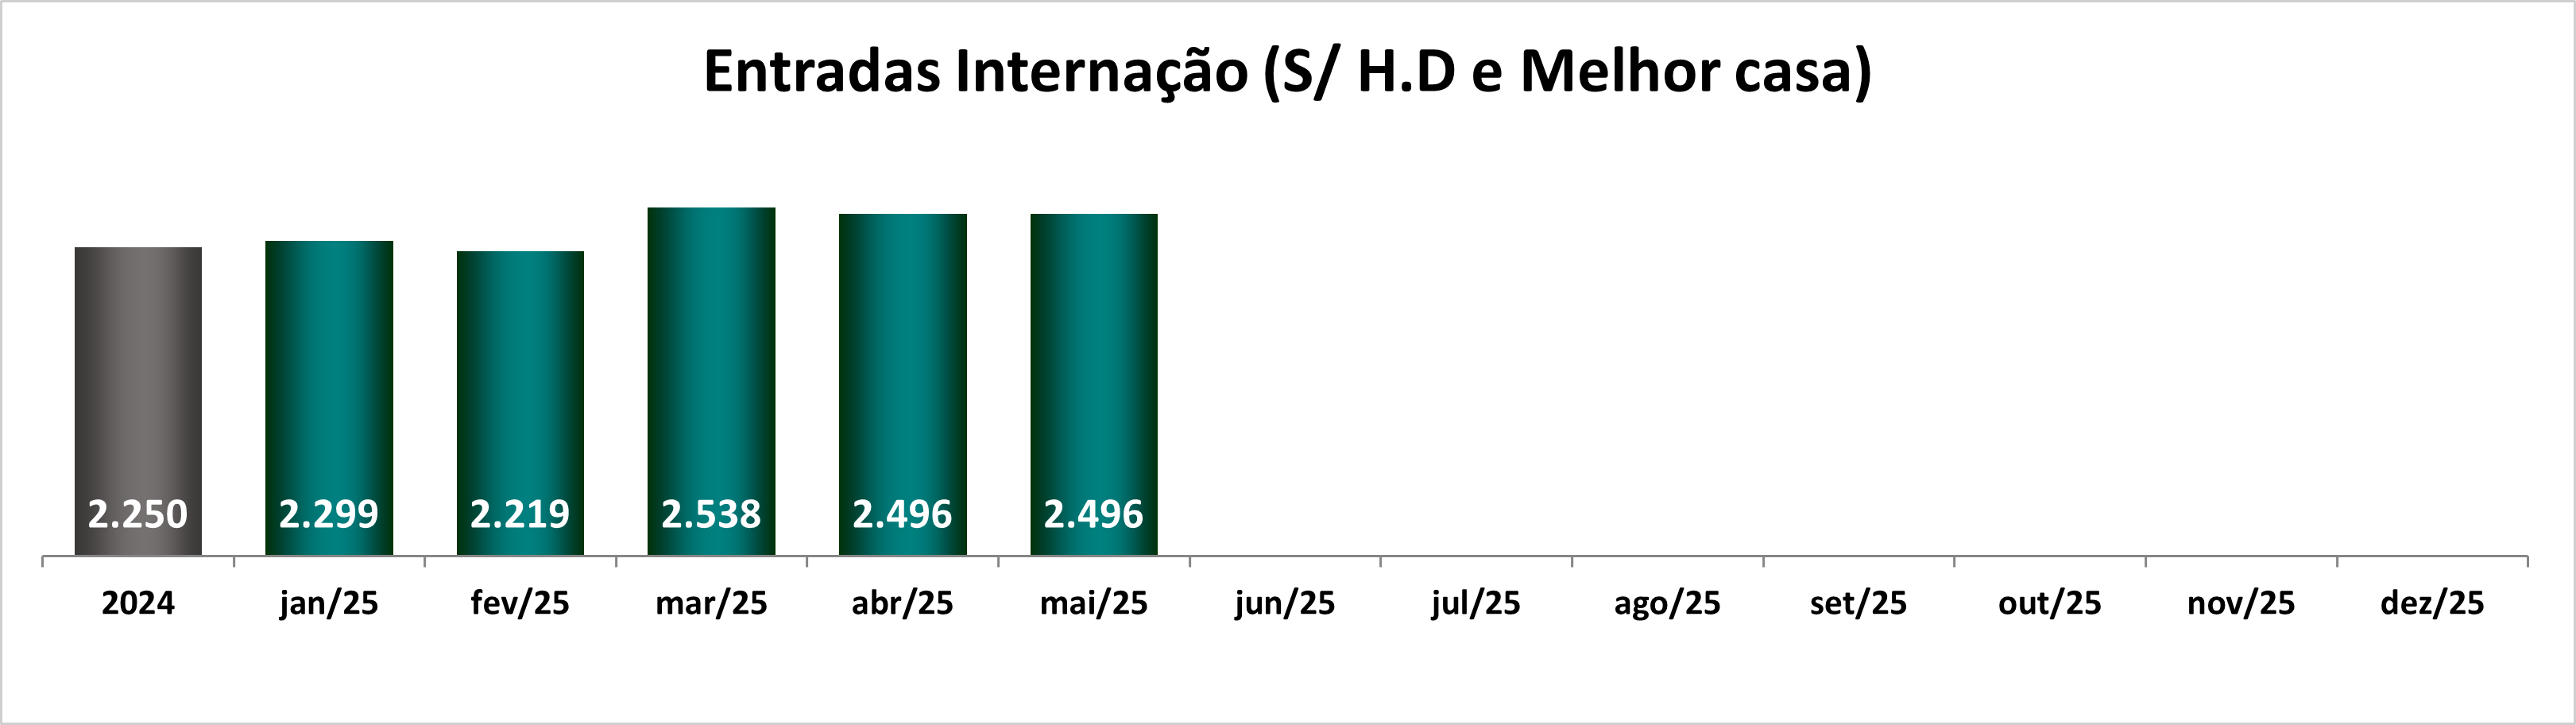 Entradas Internação (S/ H.D e Melhor casa)
2.250 2.299 2.219 2.538 2.496 2.496
2024 jan/25 fev/25 mar/25 abr/25 mai/25 jun/25 jul/25 ago/25 set/25 out/25 nov/25 dez/25